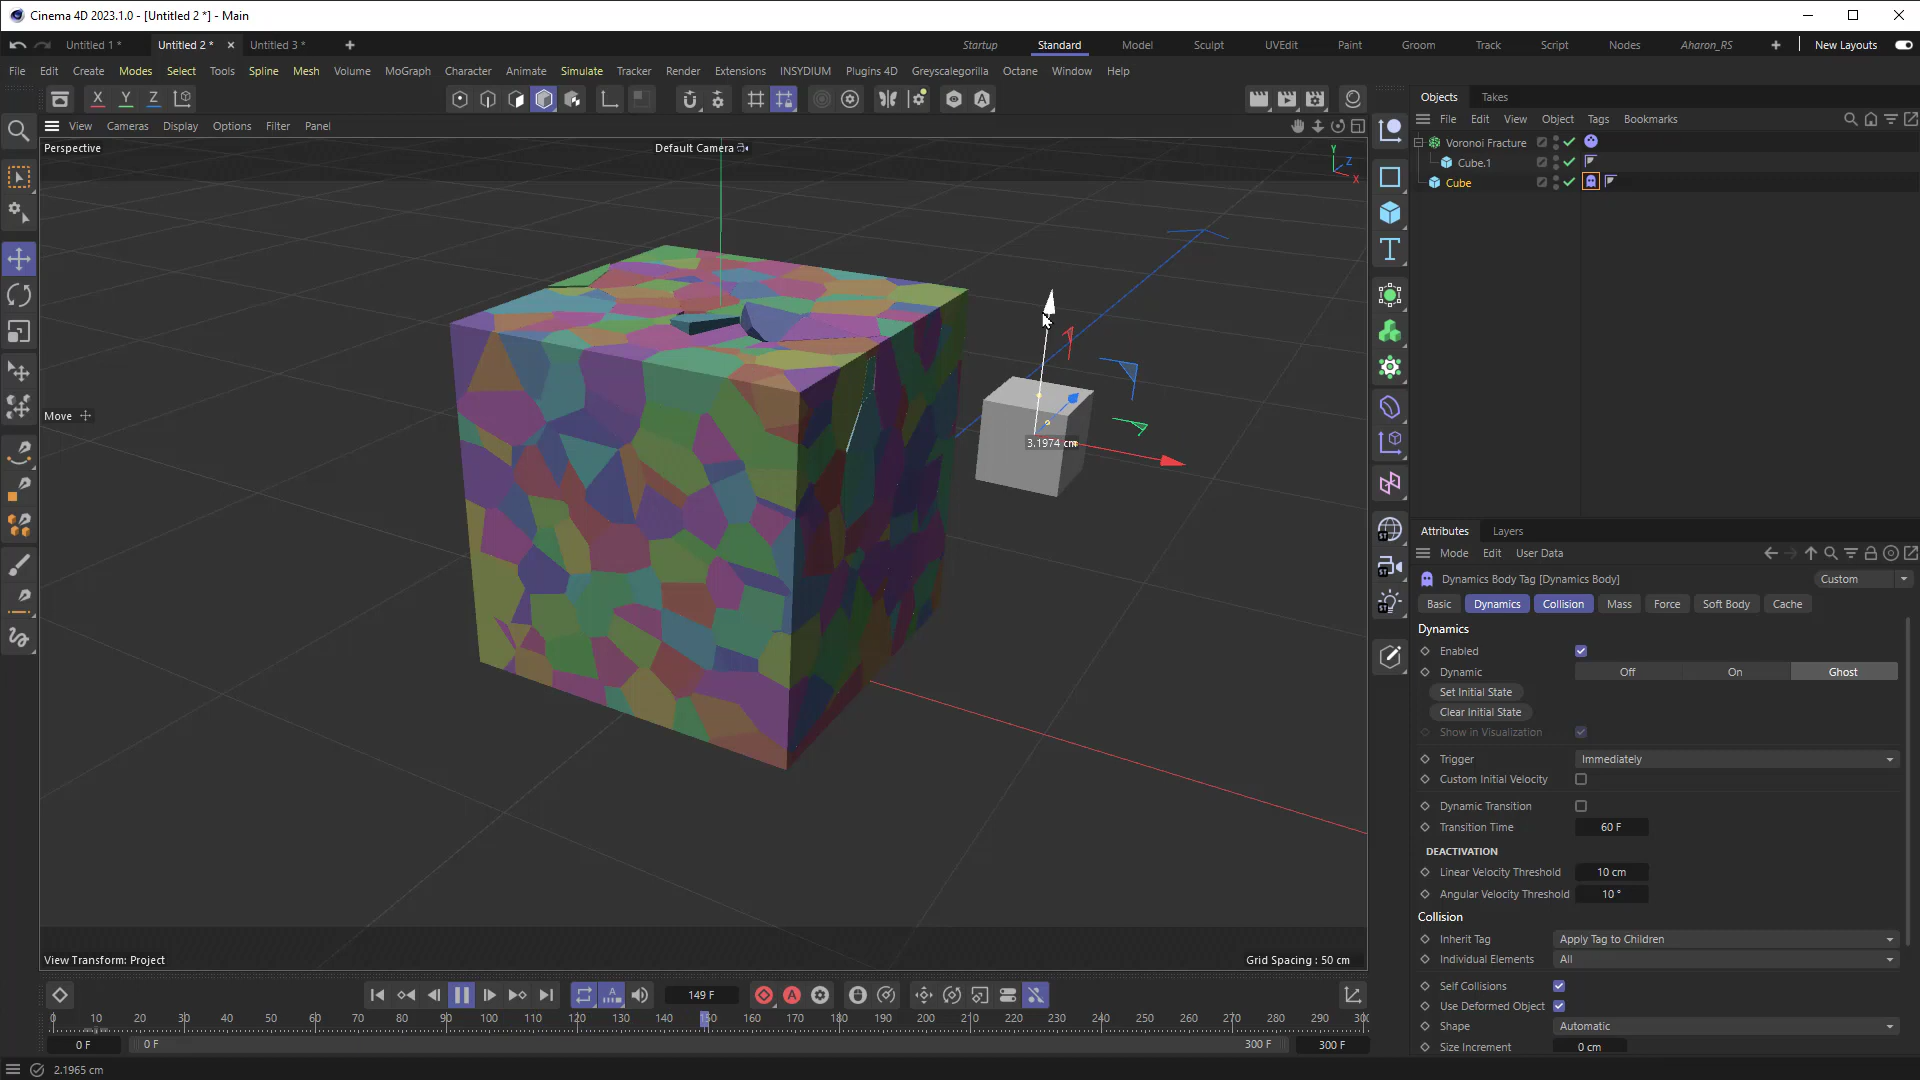 Cinema 4D 2023.1.0 - [Untitled 2 *] - Main
Untitled 1 * Untitled 2 * Untitled 3 * Startup Standard Model Sculpt UVEdit Paint Groom Track Script Nodes Aharon_RS New Layouts
File Edit Create Modes Select Tools Spline Mesh Volume MoGraph Character Animate Simulate Tracker Render Extensions INSYDIUM Plugins 4D Greyscalegorilla Octane Window Help
X Y Z
Objects Takes
View Cameras Display Options Filter Panel
File Edit View Object Tags Bookmarks
Perspective
Default Camera
Y
Z
X
Voronoi Fracture
Cube.1
Cube
Move
3.1974 cm
Attributes Layers
Mode Edit User Data
Dynamics Body Tag [Dynamics Body]
Custom
Basic Dynamics Collision Mass Force Soft Body Cache
Dynamics
Enabled
Dynamic Off On Ghost
Set Initial State
Clear Initial State
Show in Visualization
Trigger Immediately
Custom Initial Velocity
Dynamic Transition
Transition Time 60 F
DEACTIVATION
Linear Velocity Threshold 10 cm
Angular Velocity Threshold 10 °
Collision
Inherit Tag Apply Tag to Children
Individual Elements All
Self Collisions
Use Deformed Object
Shape Automatic
Size Increment 0 cm
View Transform: Project
Grid Spacing : 50 cm
149 F
0 10 20 30 40 50 60 70 80 90 100 110 120 130 140 150 160 170 180 190 200 210 220 230 240 250 260 270 280 290 30
0 F 0 F 300 F 300 F
2.1965 cm